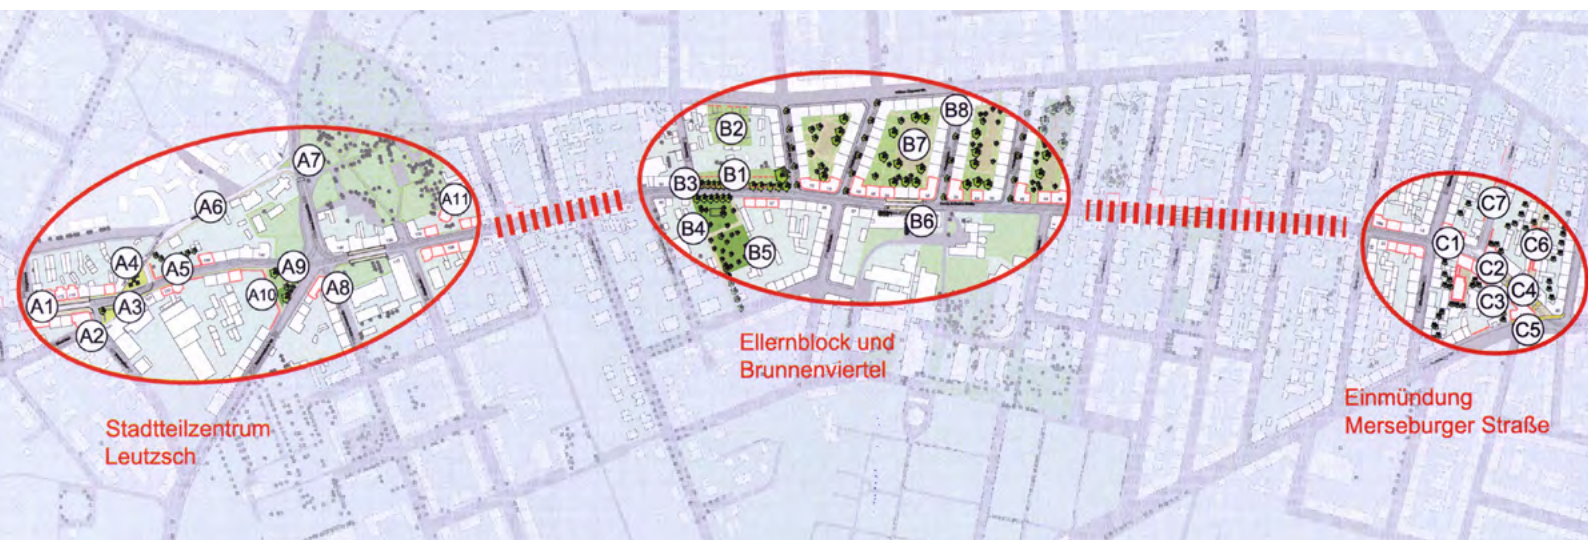 A7
A6
A11
A4
A5
A9
A10
A8
A1
A3
A2
Stadtteilzentrum
Leutzsch
B8
B2
B7
B1
B3
B6
B4
B5
Ellernblock und
Brunnenviertel
C7
C1
C6
C2
C4
C3
C5
Einmündung
Merseburger Straße